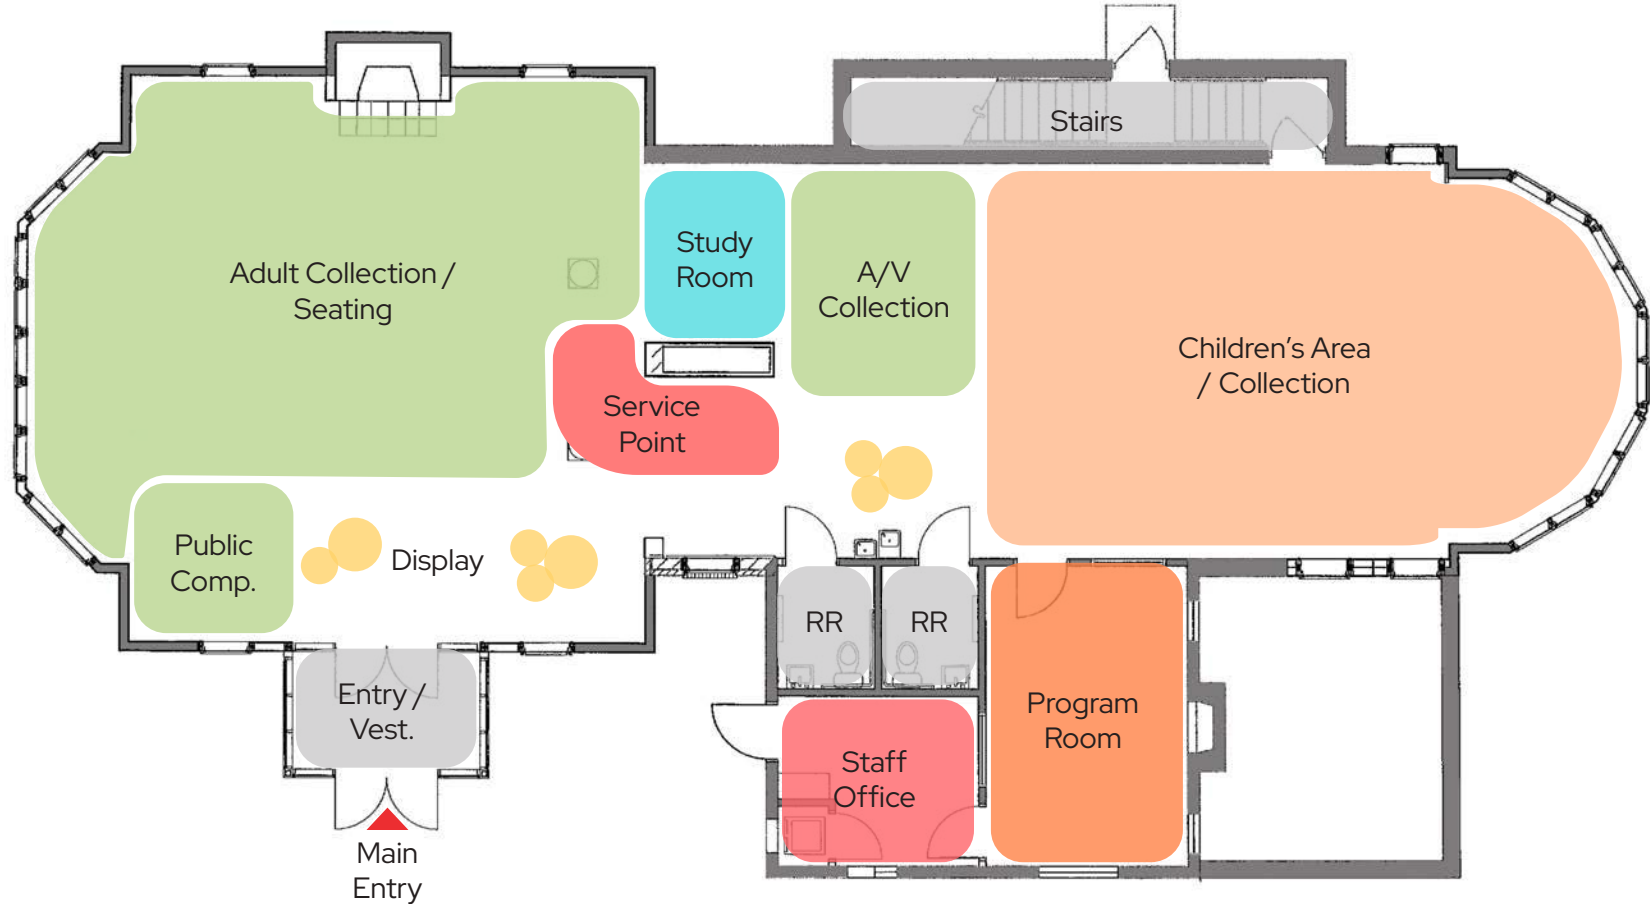 Stairs
Adult Collection /
Seating
Study
Room
A/V
Collection
Children's Area
/ Collection
Service
Point
Public
Comp.
Display
RR
RR
Entry /
Vest.
Program
Room
Staff
Office
Main
Entry